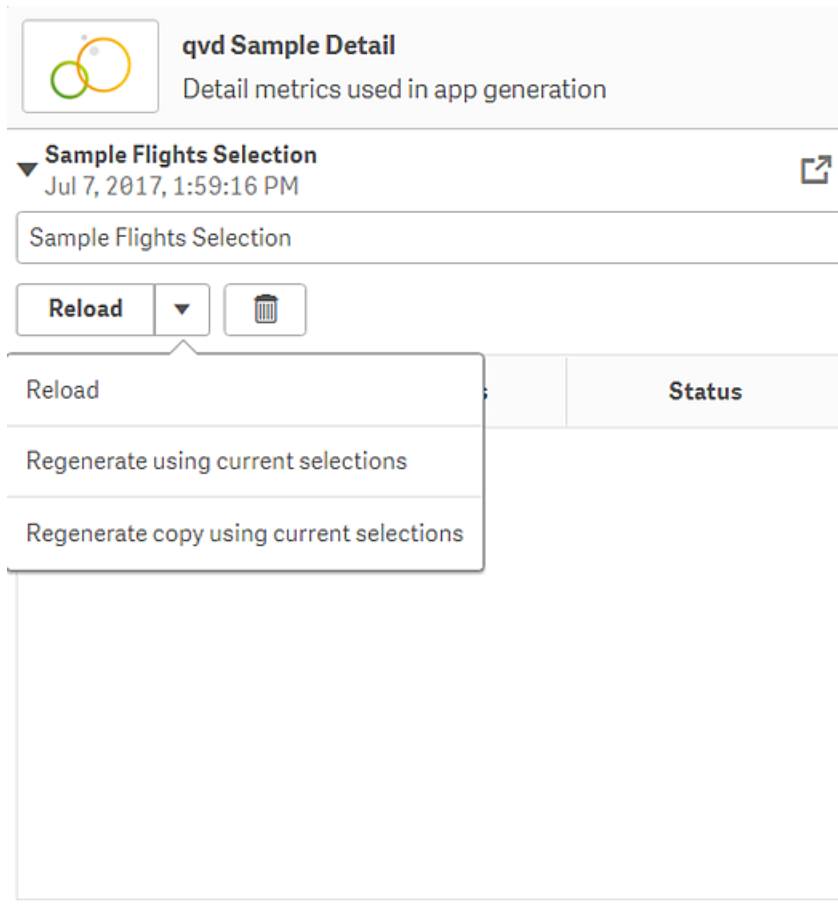 qvd Sample Detail
Detail metrics used in app generation
Sample Flights Selection
Jul 7, 2017, 1:59:16 PM
Sample Flights Selection
Reload
Reload
Status
Regenerate using current selections
Regenerate copy using current selections